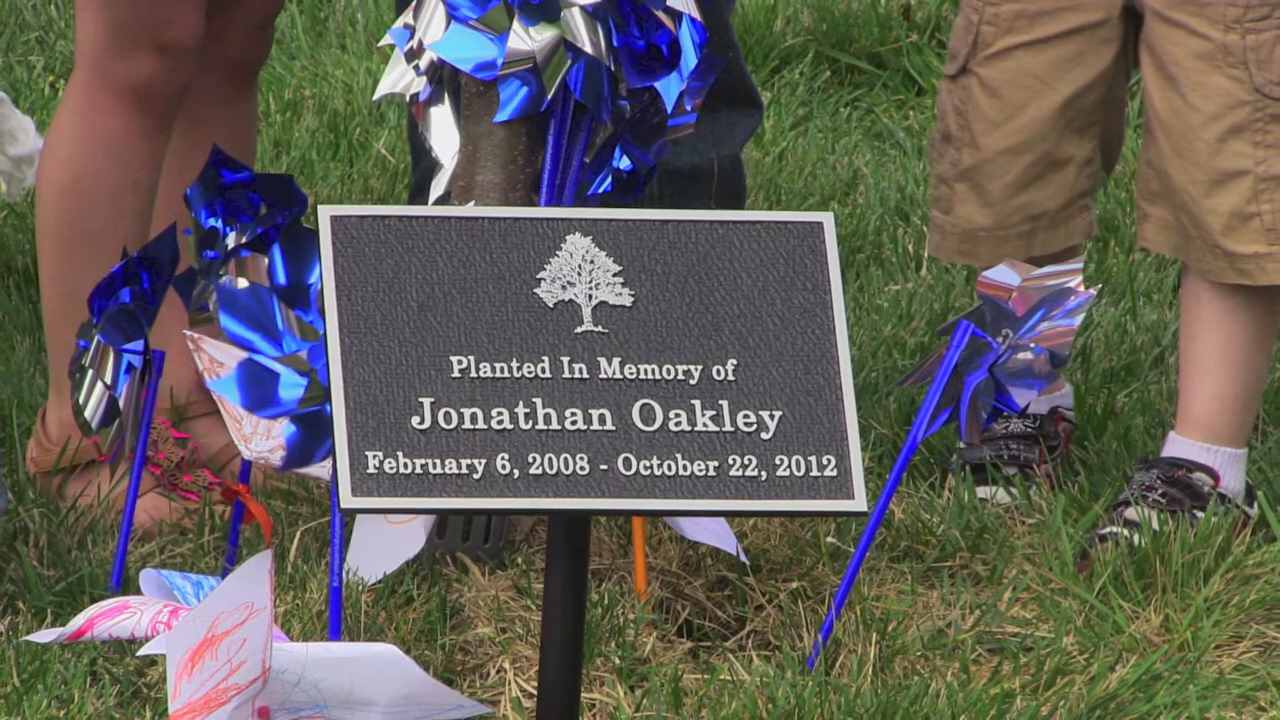 Planted In Memory of
Jonathan Oakley
February 6, 2008 - October 22, 2012